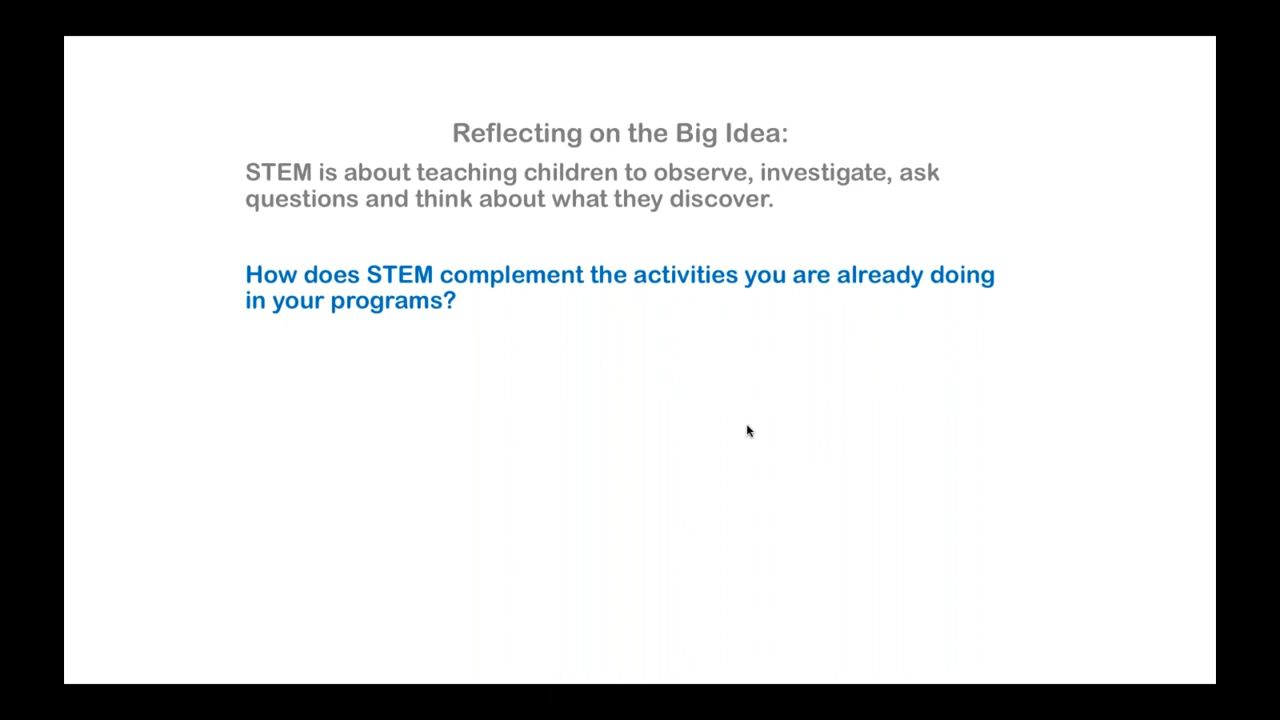 Reflecting on the Big Idea:
STEM is about teaching children to observe, investigate, ask
questions and think about what they discover.
How does STEM complement the activities you are already doing
in your programs?